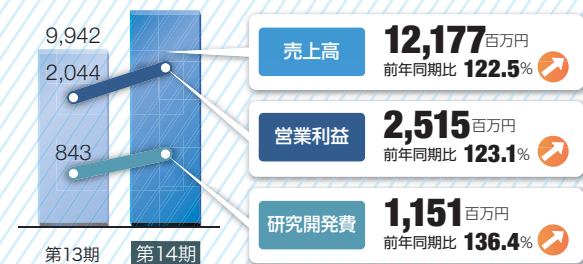 9,942
2,044
843
第13期
第14期
売上高
12,177百万円
前年同期比 122.5%
営業利益
2,515百万円
前年同期比 123.1%
研究開発費
1,151百万円
前年同期比 136.4%